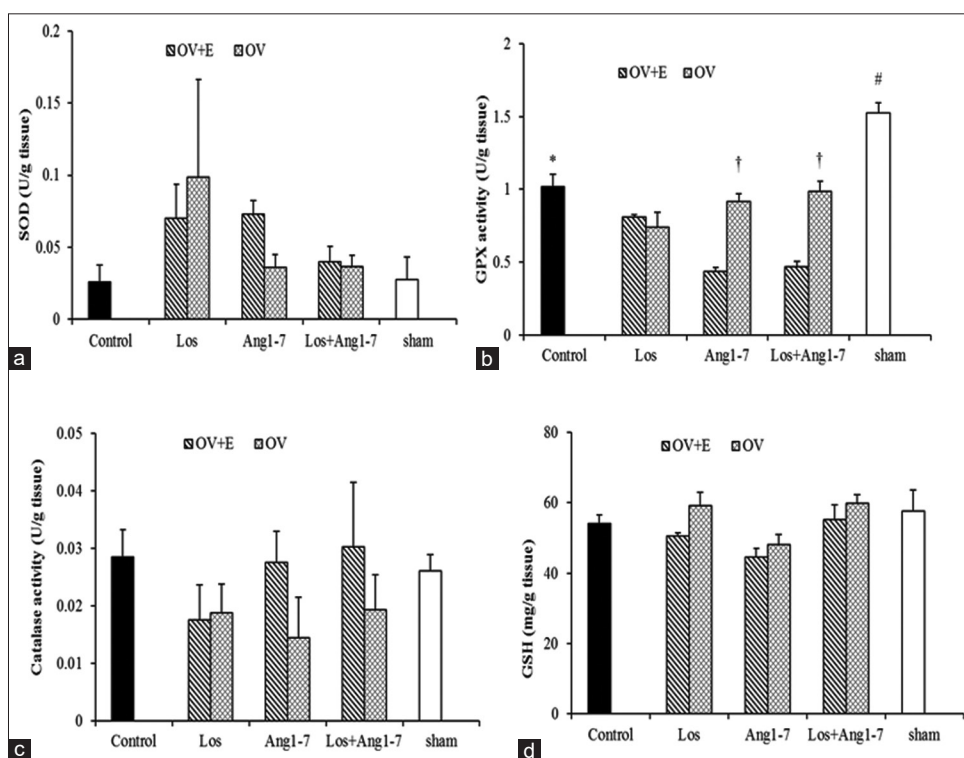 OV+E OV
SOD (U/g tissue)
0.2
0.15
0.1
0.05
0
Control Los Ang1-7 Los+Ang1-7 sham
a
OV+E OV
GPX activity (U/g tissue)
2
1.5
1
0.5
0
* † † #
Control Los Ang1-7 Los+Ang1-7 sham
b
OV+E OV
Catalase activity (U/g tissue)
0.05
0.04
0.03
0.02
0.01
0
Control Los Ang1-7 Los+Ang1-7 sham
c
OV+E OV
GSH (mg/g tissue)
80
60
40
20
0
Control Los Ang1-7 Los+Ang1-7 sham
d